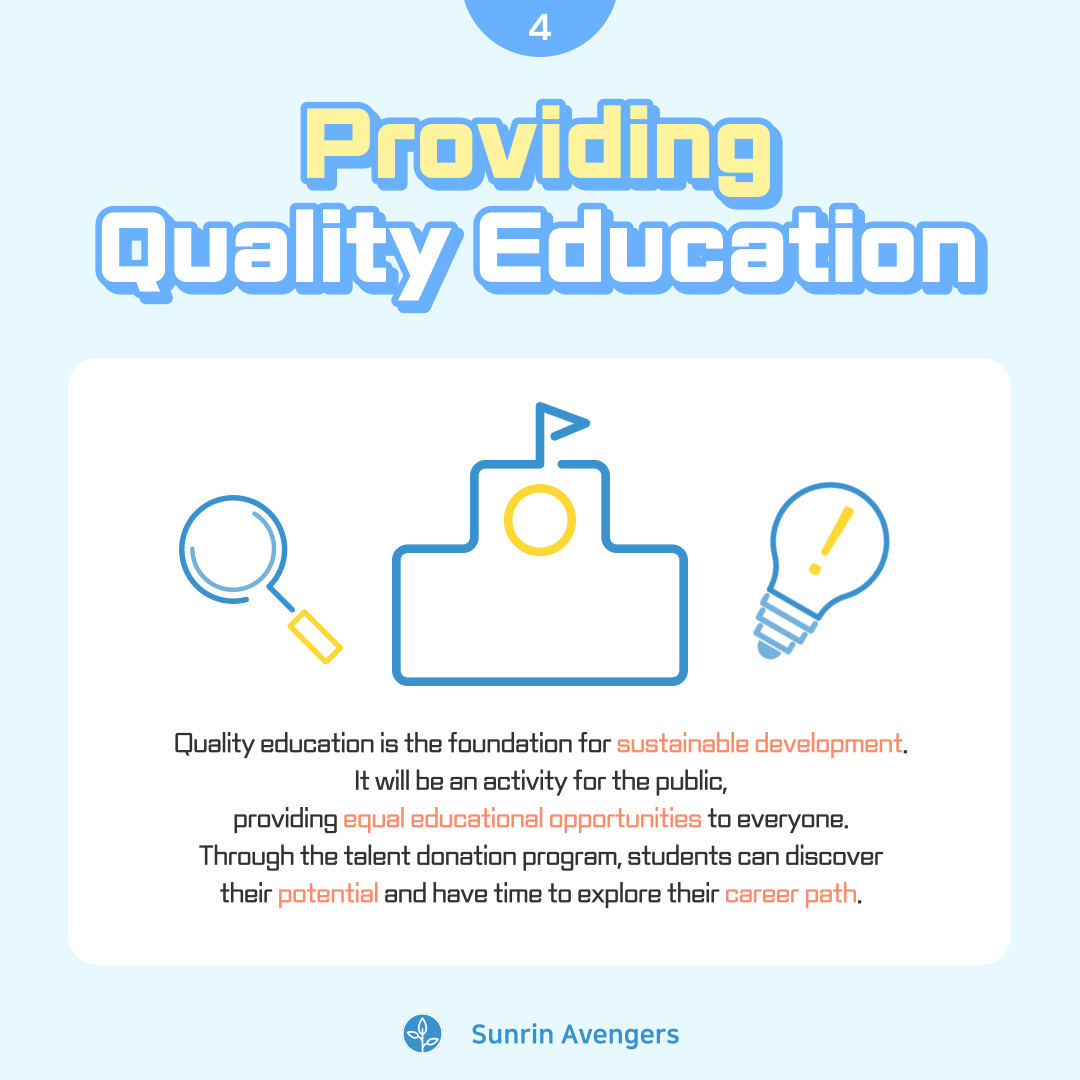 4
Providing
Quality Education
Quality education is the foundation for sustainable development.
It will be an activity for the public,
providing equal educational opportunities to everyone.
Through the talent donation program, students can discover
their potential and have time to explore their career path.
Sunrin Avengers